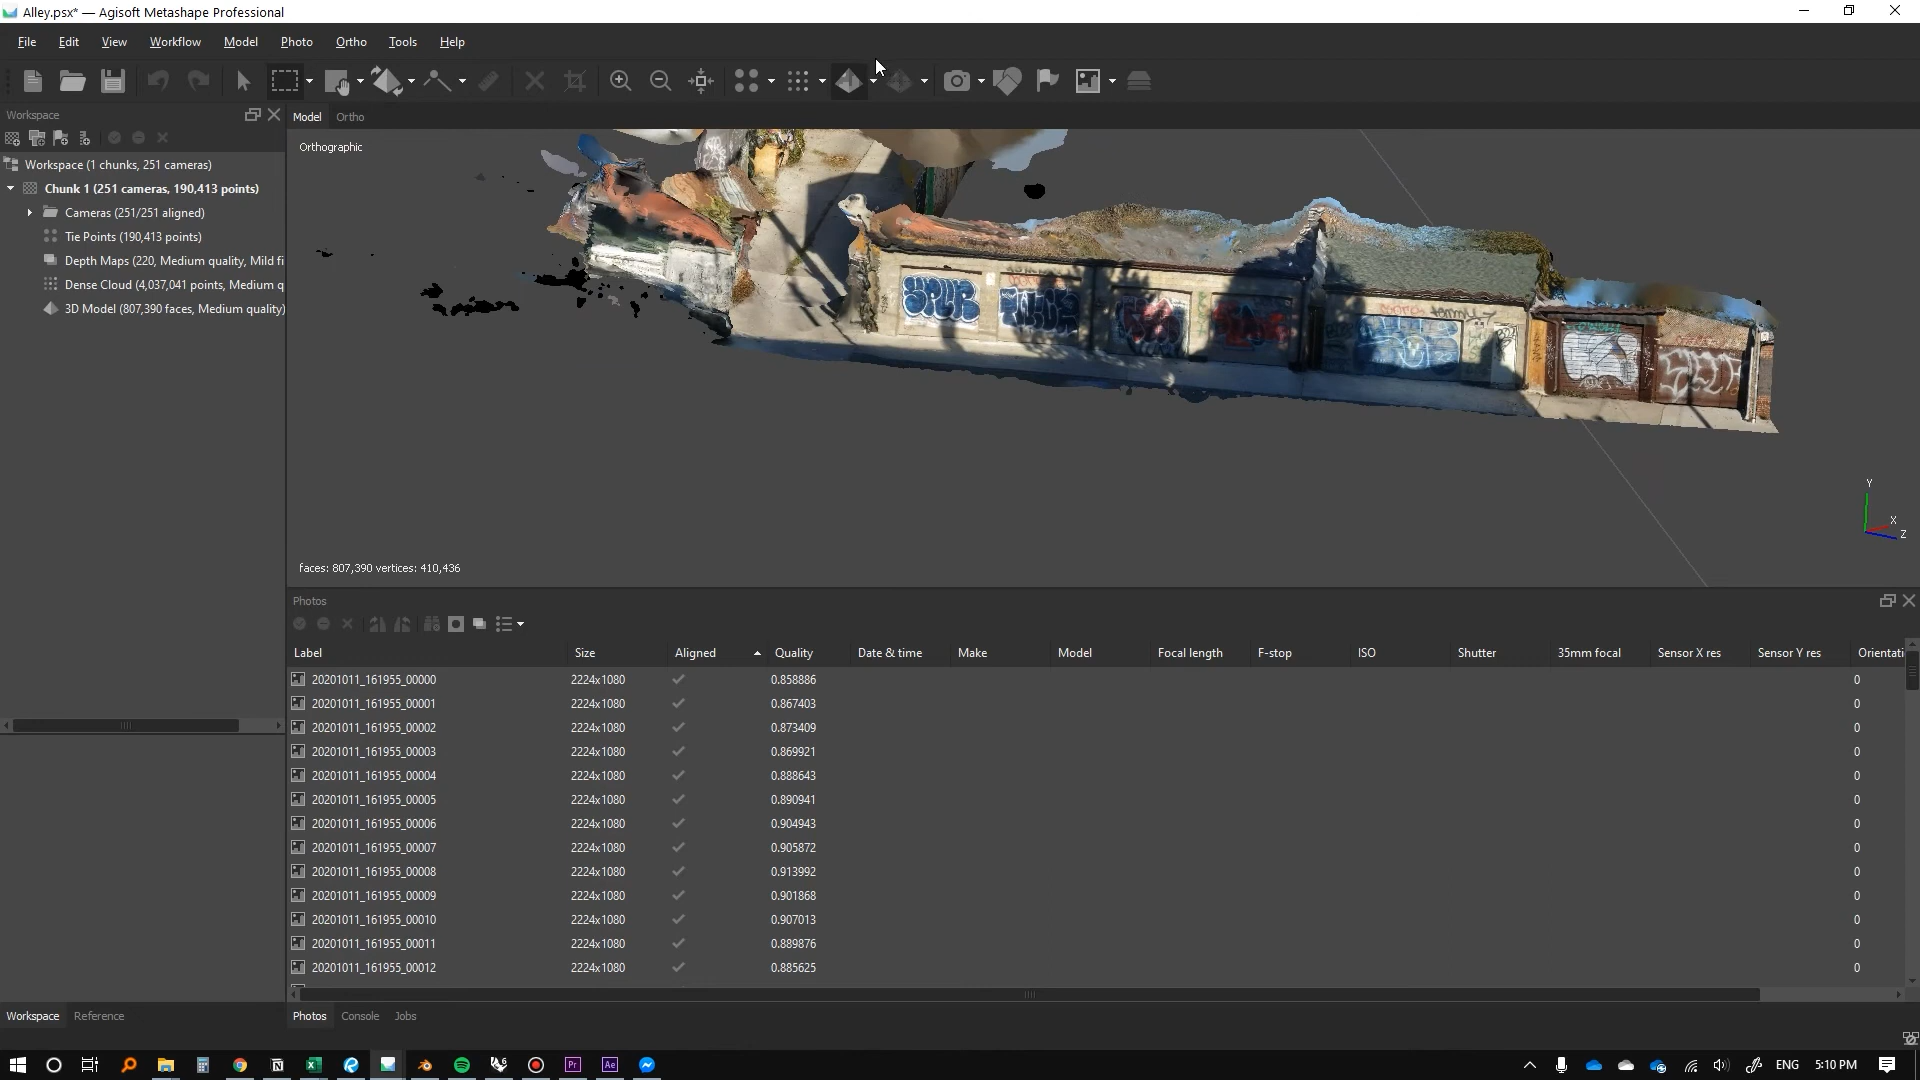 Alley.psx* — Agisoft Metashape Professional
File Edit View Workflow Model Photo Ortho Tools Help
Workspace
Model Ortho
Orthographic
Workspace (1 chunks, 251 cameras)
Chunk 1 (251 cameras, 190,413 points)
Cameras (251/251 aligned)
Tie Points (190,413 points)
Depth Maps (220, Medium quality, Mild fi
Dense Cloud (4,037,041 points, Medium q
3D Model (807,390 faces, Medium quality)
Y
X
Z
faces: 807,390 vertices: 410,436
Photos
Label Size Aligned Quality Date & time Make Model Focal length F-stop ISO Shutter 35mm focal Sensor X res Sensor Y res Orientati
20201011_161955_00000 2224x1080 0.858886 0
20201011_161955_00001 2224x1080 0.867403 0
20201011_161955_00002 2224x1080 0.873409 0
20201011_161955_00003 2224x1080 0.869921 0
20201011_161955_00004 2224x1080 0.888643 0
20201011_161955_00005 2224x1080 0.890941 0
20201011_161955_00006 2224x1080 0.904943 0
20201011_161955_00007 2224x1080 0.905872 0
20201011_161955_00008 2224x1080 0.913992 0
20201011_161955_00009 2224x1080 0.901868 0
20201011_161955_00010 2224x1080 0.907013 0
20201011_161955_00011 2224x1080 0.889876 0
20201011_161955_00012 2224x1080 0.885625 0
Workspace Reference
Photos Console Jobs
Pr Ae
ENG 5:10 PM